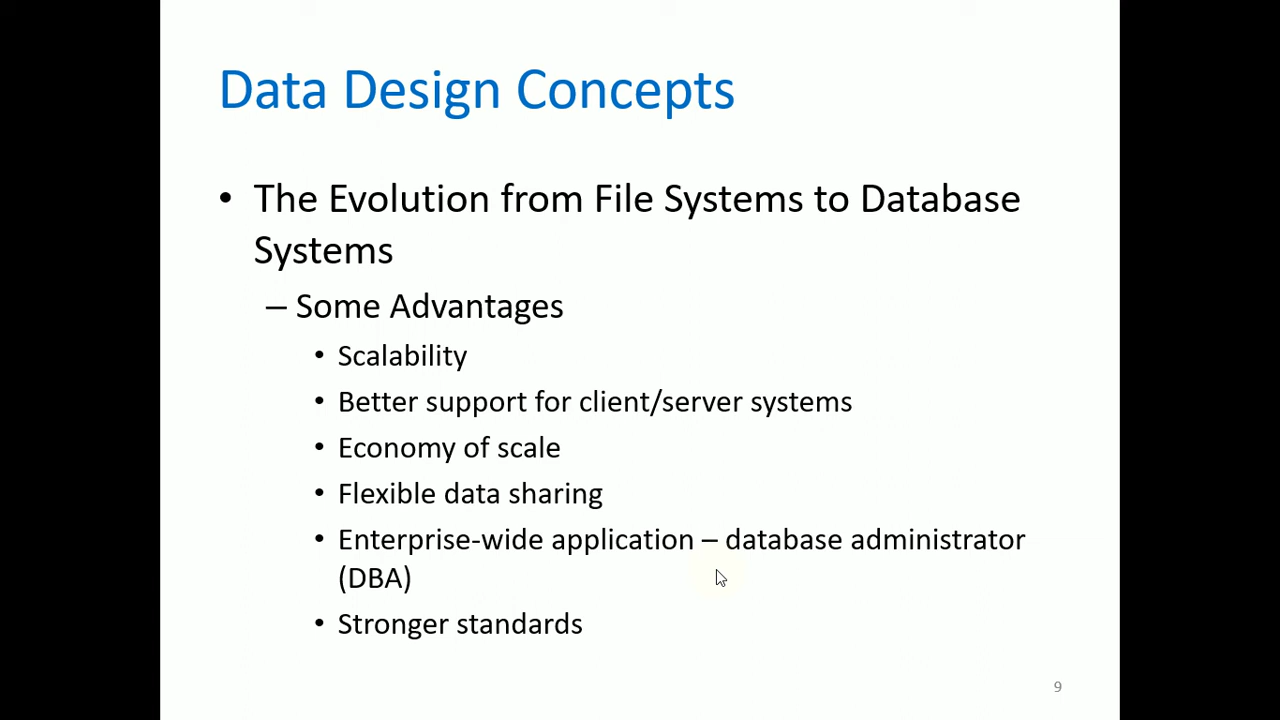 Data Design Concepts
• The Evolution from File Systems to Database
Systems
– Some Advantages
• Scalability
• Better support for client/server systems
• Economy of scale
• Flexible data sharing
• Enterprise-wide application – database administrator
(DBA)
• Stronger standards
9